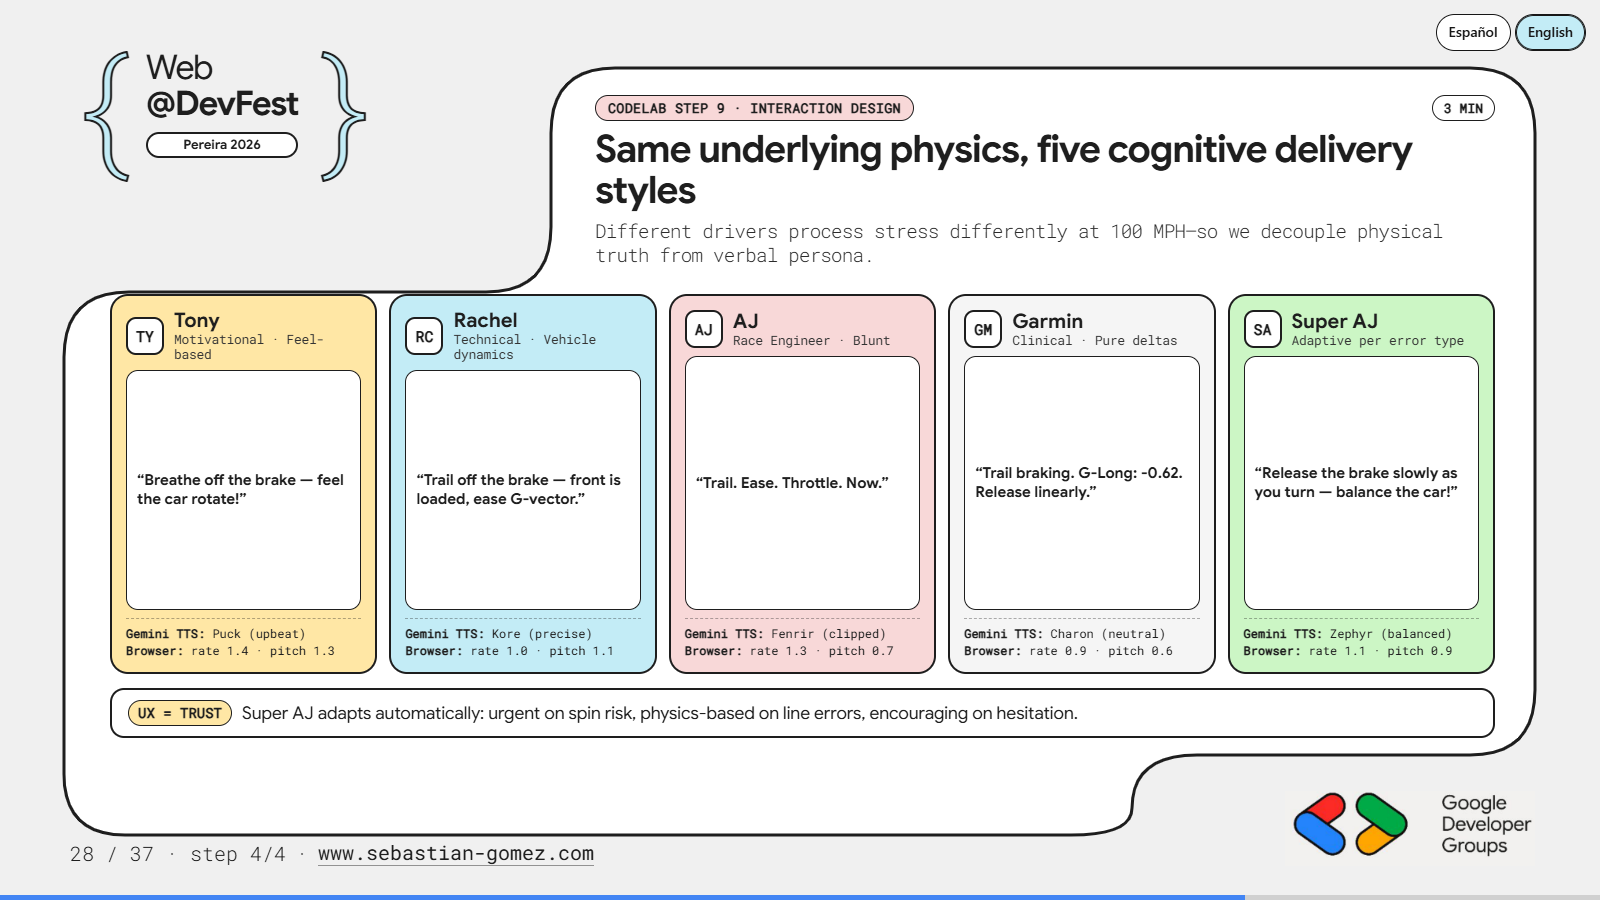 Español
English
Web
@DevFest
Pereira 2026
CODELAB STEP 9 · INTERACTION DESIGN
3 MIN
Same underlying physics, five cognitive delivery
styles
Different drivers process stress differently at 100 MPH—so we decouple physical
truth from verbal persona.
TY
Tony
Motivational · Feel-
based
“Breathe off the brake — feel
the car rotate!”
Gemini TTS: Puck (upbeat)
Browser: rate 1.4 · pitch 1.3
RC
Rachel
Technical · Vehicle
dynamics
“Trail off the brake — front is
loaded, ease G-vector.”
Gemini TTS: Kore (precise)
Browser: rate 1.0 · pitch 1.1
AJ
AJ
Race Engineer · Blunt
“Trail. Ease. Throttle. Now.”
Gemini TTS: Fenrir (clipped)
Browser: rate 1.3 · pitch 0.7
GM
Garmin
Clinical · Pure deltas
“Trail braking. G-Long: -0.62.
Release linearly.”
Gemini TTS: Charon (neutral)
Browser: rate 0.9 · pitch 0.6
SA
Super AJ
Adaptive per error type
“Release the brake slowly as
you turn — balance the car!”
Gemini TTS: Zephyr (balanced)
Browser: rate 1.1 · pitch 0.9
UX = TRUST
Super AJ adapts automatically: urgent on spin risk, physics-based on line errors, encouraging on hesitation.
28 / 37 · step 4/4 · www.sebastian-gomez.com
Google
Developer
Groups